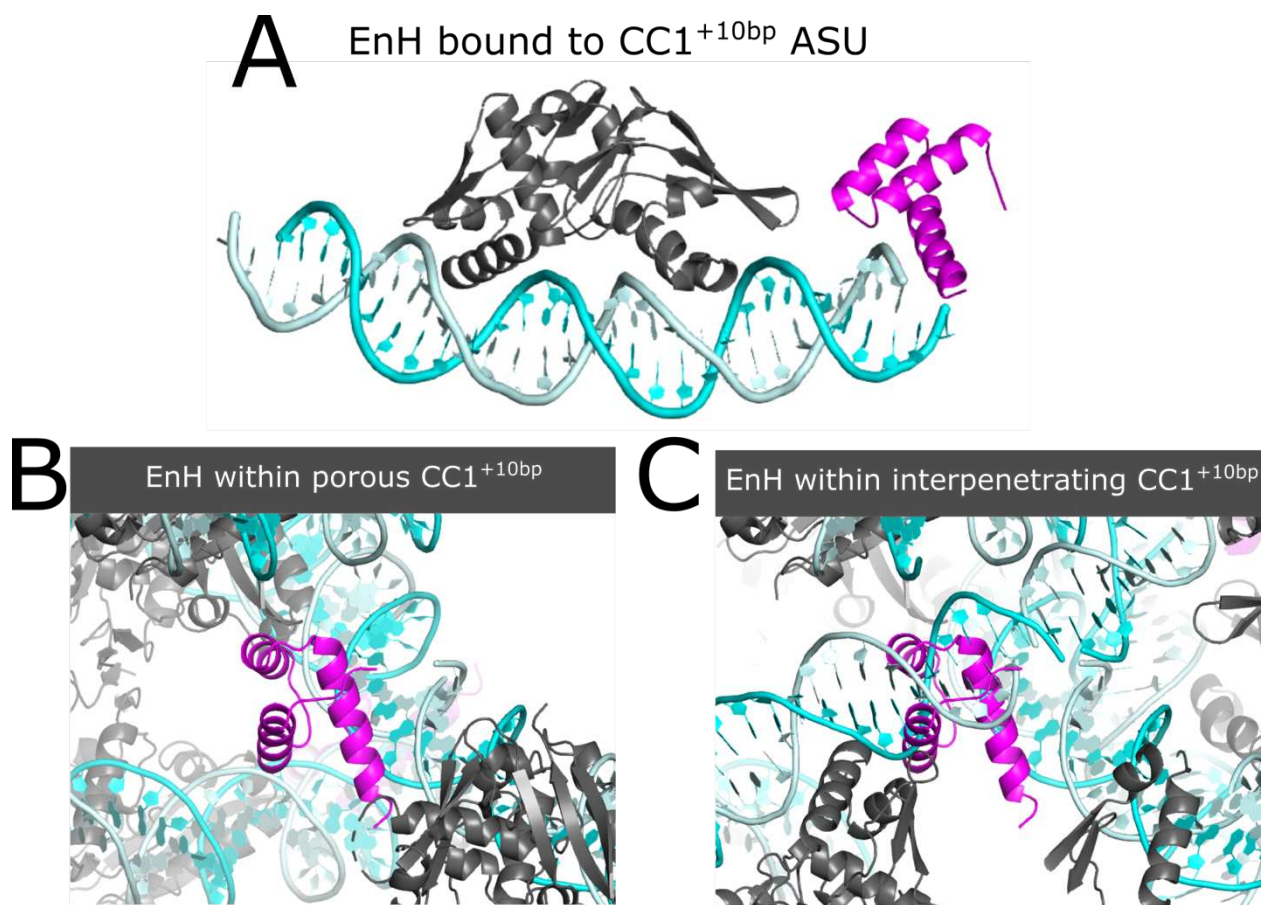 A EnH bound to CC1+10bp ASU
B EnH within porous CC1+10bp
C EnH within interpenetrating CC1+10bp